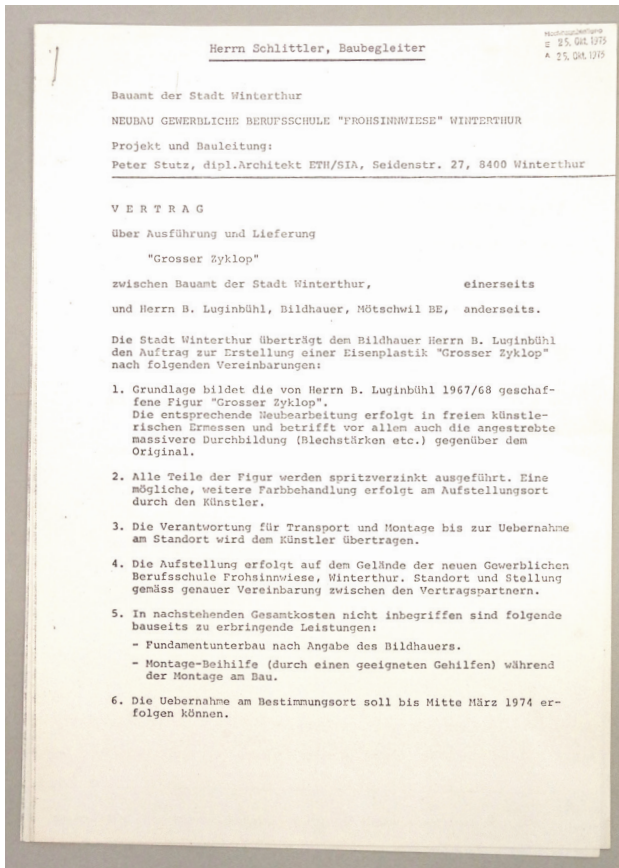 Herrn Schlittler, Baubegleiter
25. Okt. 1973
25. Okt. 1973
Bauamt der Stadt Winterthur
NEUBAU GEWERBLICHE BERUFSSCHULE "FROHSINNWIESE" WINTERTHUR
Projekt und Bauleitung:
Peter Stutz, dipl.Architekt ETH/SIA, Seidenstr. 27, 8400 Winterthur
V E R T R A G
über Ausführung und Lieferung
"Grosser Zyklop"
zwischen Bauamt der Stadt Winterthur, einerseits
und Herrn B. Luginbühl, Bildhauer, Mötschwil BE, anderseits.
Die Stadt Winterthur überträgt dem Bildhauer Herrn B. Luginbühl
den Auftrag zur Erstellung einer Eisenplastik "Grosser Zyklop"
nach folgenden Vereinbarungen:
1. Grundlage bildet die von Herrn B. Luginbühl 1967/68 geschaf-
fene Figur "Grosser Zyklop".
Die entsprechende Neubearbeitung erfolgt in freiem künstle-
rischen Ermessen und betrifft vor allem auch die angestrebte
massivere Durchbildung (Blechstärken etc.) gegenüber dem
Original.
2. Alle Teile der Figur werden spritzverzinkt ausgeführt. Eine
mögliche, weitere Farbbehandlung erfolgt am Aufstellungsort
durch den Künstler.
3. Die Verantwortung für Transport und Montage bis zur Uebernahme
am Standort wird dem Künstler übertragen.
4. Die Aufstellung erfolgt auf dem Gelände der neuen Gewerblichen
Berufsschule Frohsinnwiese, Winterthur. Standort und Stellung
gemäss genauer Vereinbarung zwischen den Vertragspartnern.
5. In nachstehenden Gesamtkosten nicht inbegriffen sind folgende
bauseits zu erbringende Leistungen:
- Fundamentunterbau nach Angabe des Bildhauers.
- Montage-Beihilfe (durch einen geeigneten Gehilfen) während
der Montage am Bau.
6. Die Uebernahme am Bestimmungsort soll bis Mitte März 1974 er-
folgen können.